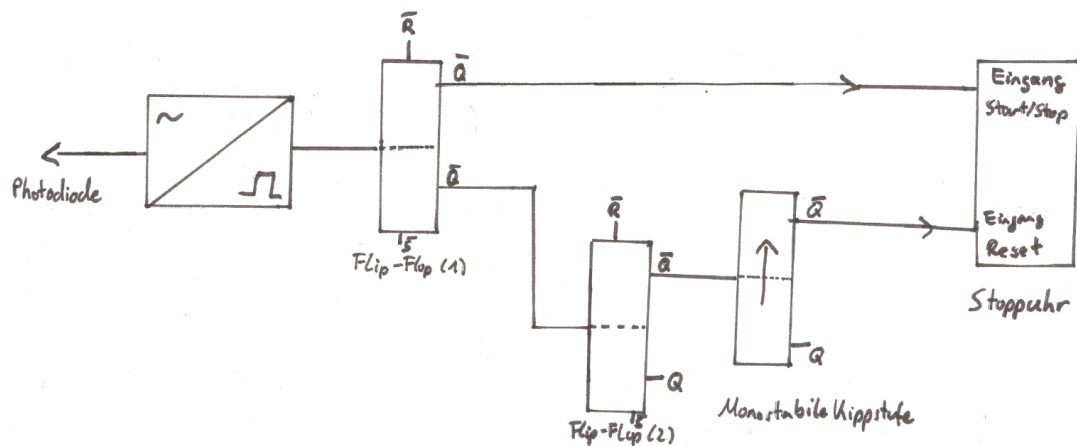 R̅
Q̅
Eingang
Start/Stop
~
Photodiode
Q̅
R̅
Q̅
Eingang
Reset
S̅
Flip-Flop (1)
Q̅
Stoppuhr
Q
Q
S̅
Flip-Flop (2)
Monostabile Kippstufe